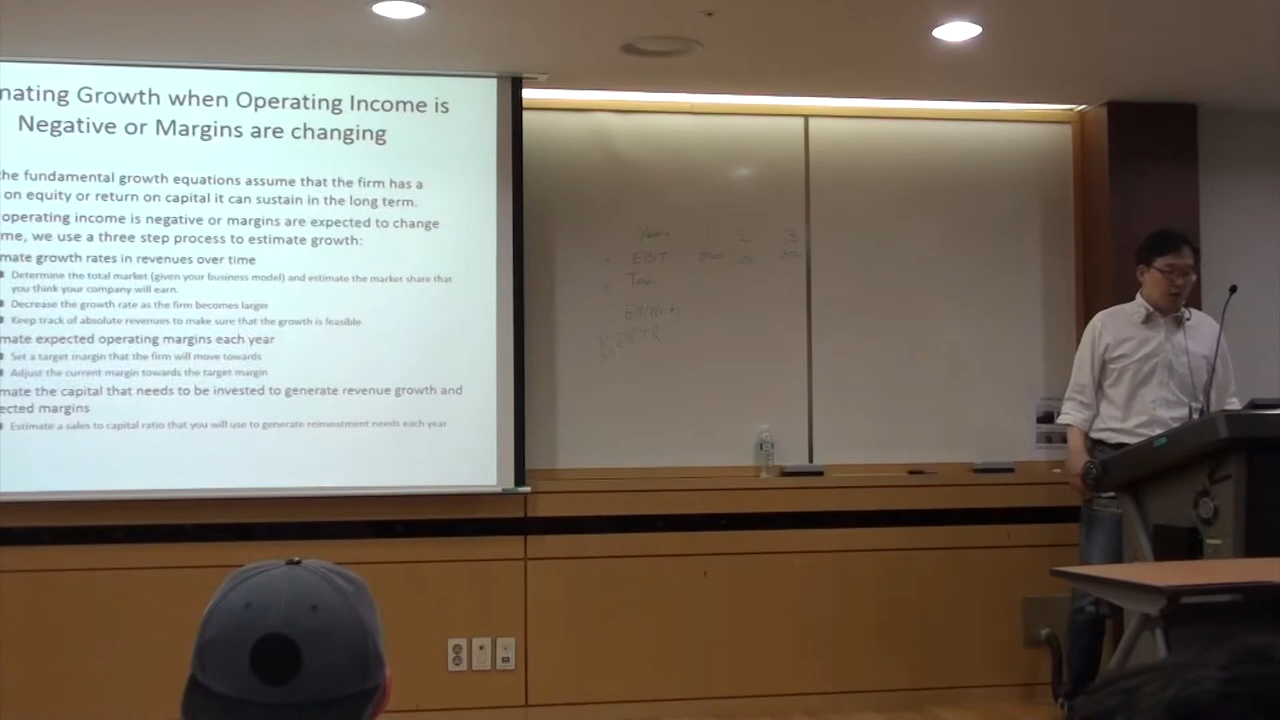 nating Growth when Operating Income is
Negative or Margins are changing
he fundamental growth equations assume that the firm has a
on equity or return on capital it can sustain in the long term.
operating income is negative or margins are expected to change
me, we use a three step process to estimate growth:
mate growth rates in revenues over time
Determine the total market (given your business model) and estimate the market share that
you think your company will earn.
Decrease the growth rate as the firm becomes larger
Keep track of absolute revenues to make sure that the growth is feasible
mate expected operating margins each year
Set a target margin that the firm will move towards
Adjust the current margin towards the target margin
mate the capital that needs to be invested to generate revenue growth and
ected margins
Estimate a sales to capital ratio that you will use to generate reinvestment needs each year
1 2 3
EBIT